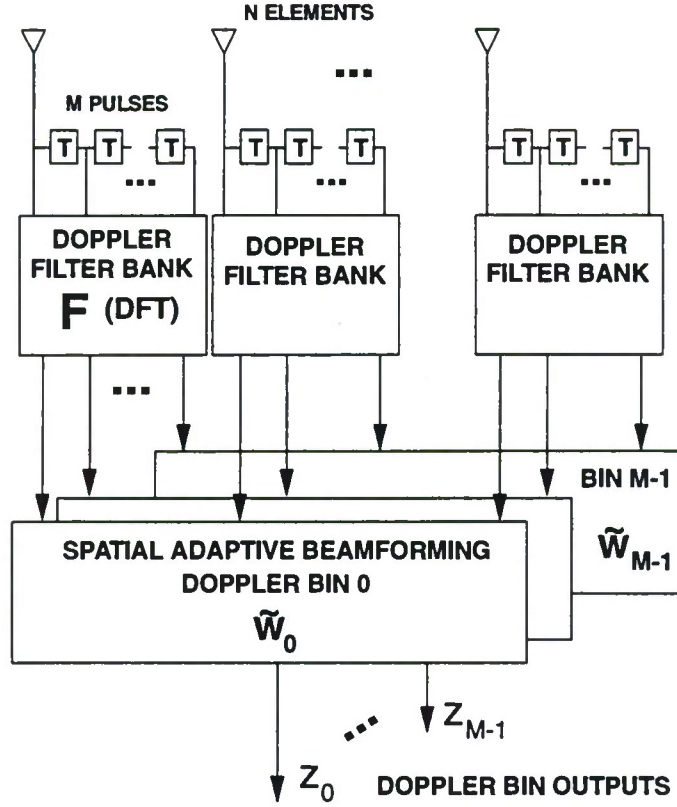 N ELEMENTS
...
M PULSES
T T T T T T T T T
... ... ...
DOPPLER
FILTER BANK
F (DFT)
DOPPLER
FILTER BANK
DOPPLER
FILTER BANK
...
BIN M-1
W̃M-1
SPATIAL ADAPTIVE BEAMFORMING
DOPPLER BIN 0
W̃0
...
ZM-1
Z0
DOPPLER BIN OUTPUTS